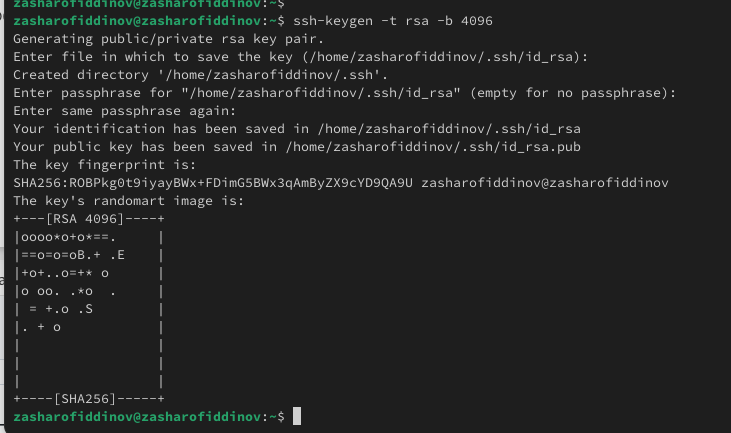 zasharofiddinov@zasharofiddinov:~$
zasharofiddinov@zasharofiddinov:~$ ssh-keygen -t rsa -b 4096
Generating public/private rsa key pair.
Enter file in which to save the key (/home/zasharofiddinov/.ssh/id_rsa):
Created directory '/home/zasharofiddinov/.ssh'.
Enter passphrase for "/home/zasharofiddinov/.ssh/id_rsa" (empty for no passphrase):
Enter same passphrase again:
Your identification has been saved in /home/zasharofiddinov/.ssh/id_rsa
Your public key has been saved in /home/zasharofiddinov/.ssh/id_rsa.pub
The key fingerprint is:
SHA256:ROBPkg0t9iyayBWx+FDimG5BWx3qAmByZX9cYD9QA9U zasharofiddinov@zasharofiddinov
The key's randomart image is:
+---[RSA 4096]----+
|oooo*o+o*==.     |
|==o=o=oB.+ .E    |
|+o+..o=+* o      |
|o oo. .*o  .     |
| = +.o .S        |
|. + o            |
|                 |
|                 |
|                 |
+----[SHA256]-----+
zasharofiddinov@zasharofiddinov:~$